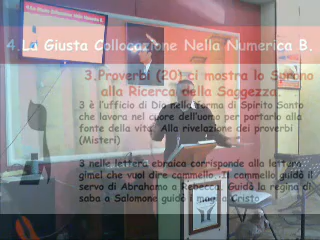 4.La Giusta Collocazione Nella Numerica B.
3.Proverbi (20) ci mostra lo Sprono
alla Ricerca della Saggezza.
3 è l'ufficio di Dio nella forma di Spirito Santo
che lavora nel cuore dell'uomo per portarlo alla
fonte della vita. Alla rivelazione dei proverbi
(Misteri)
3 nelle lettera ebraica corrisponde alla lettera
gimel che vuol dire cammello. Il cammello guidò il
servo di Abrahamo a Rebecca. Guidò la regina di
saba a Salomone guidò i magi a Cristo